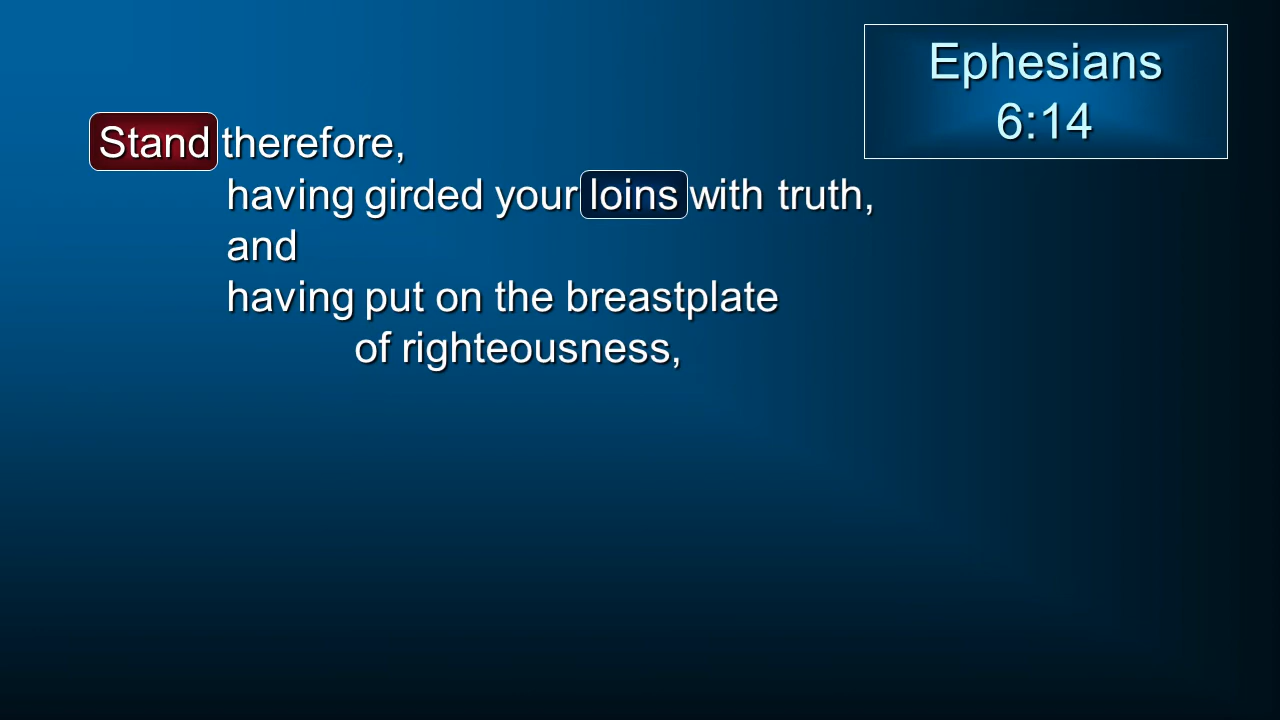 Ephesians
6:14
Stand therefore,
having girded your loins with truth,
and
having put on the breastplate
of righteousness,